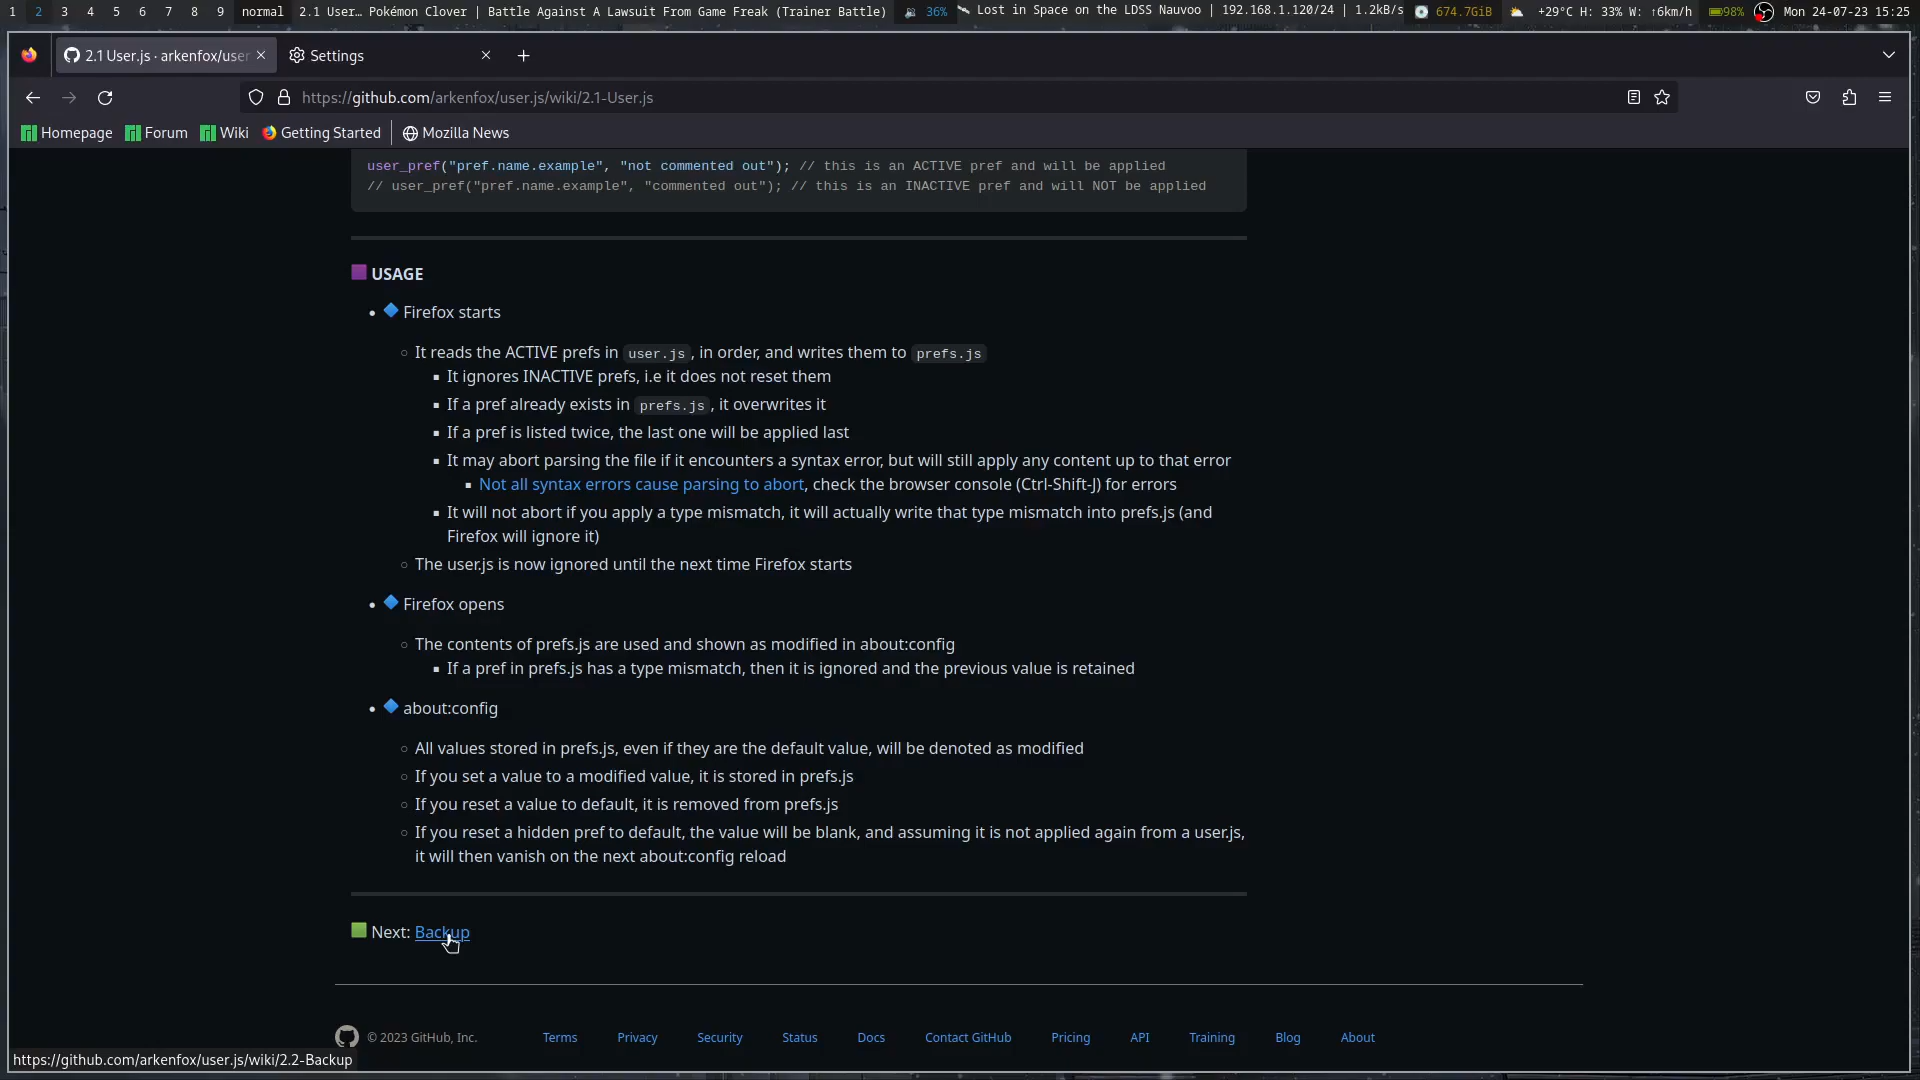 1 2 3 4 5 6 7 8 9 normal 2.1 User… Pokémon Clover | Battle Against A Lawsuit From Game Freak (Trainer Battle) 36% Lost in Space on the LDSS Nauvoo | 192.168.1.120/24 | 1.2kB/s 674.7GiB +29°C H: 33% W: ↑6km/h 98% Mon 24-07-23 15:25
2.1 User.js · arkenfox/user
Settings
https://github.com/arkenfox/user.js/wiki/2.1-User.js
Homepage Forum Wiki Getting Started Mozilla News
user_pref("pref.name.example", "not commented out"); // this is an ACTIVE pref and will be applied
// user_pref("pref.name.example", "commented out"); // this is an INACTIVE pref and will NOT be applied
USAGE
Firefox starts
It reads the ACTIVE prefs in user.js, in order, and writes them to prefs.js
It ignores INACTIVE prefs, i.e it does not reset them
If a pref already exists in prefs.js, it overwrites it
If a pref is listed twice, the last one will be applied last
It may abort parsing the file if it encounters a syntax error, but will still apply any content up to that error
Not all syntax errors cause parsing to abort, check the browser console (Ctrl-Shift-J) for errors
It will not abort if you apply a type mismatch, it will actually write that type mismatch into prefs.js (and
Firefox will ignore it)
The user.js is now ignored until the next time Firefox starts
Firefox opens
The contents of prefs.js are used and shown as modified in about:config
If a pref in prefs.js has a type mismatch, then it is ignored and the previous value is retained
about:config
All values stored in prefs.js, even if they are the default value, will be denoted as modified
If you set a value to a modified value, it is stored in prefs.js
If you reset a value to default, it is removed from prefs.js
If you reset a hidden pref to default, the value will be blank, and assuming it is not applied again from a user.js,
it will then vanish on the next about:config reload
Next: Backup
© 2023 GitHub, Inc. Terms Privacy Security Status Docs Contact GitHub Pricing API Training Blog About
https://github.com/arkenfox/user.js/wiki/2.2-Backup